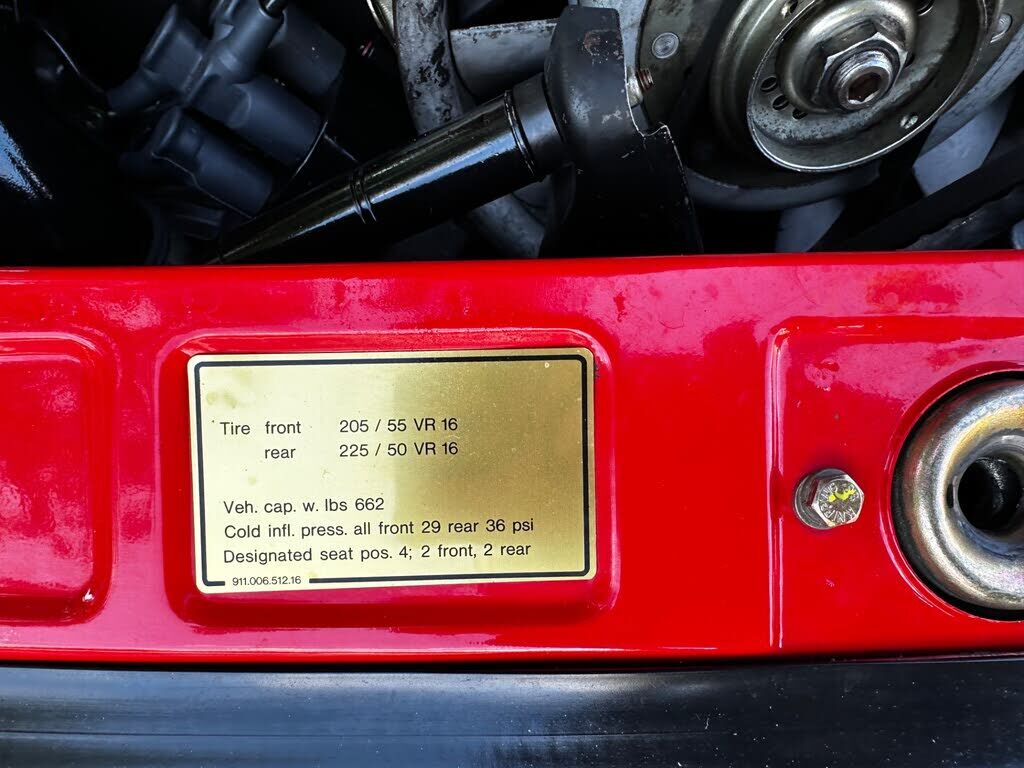 Tire front 205 / 55 VR 16
rear 225 / 50 VR 16
Veh. cap. w. lbs 662
Cold infl. press. all front 29 rear 36 psi
Designated seat pos. 4; 2 front, 2 rear
911.006.512.16